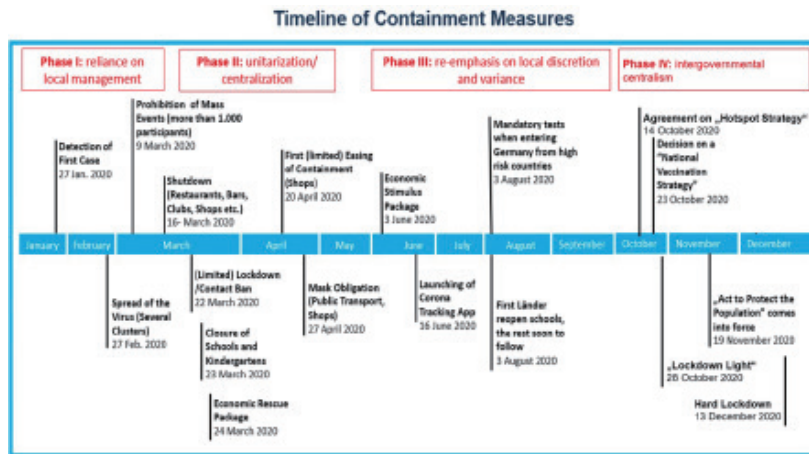 Timeline of Containment Measures
Phase I: reliance on
local management
Phase II: unitarization/
centralization
Phase III: re-emphasis on local discretion
and variance
Phase IV: intergovernmental
centralism
Detection of
First Case
27 Jan. 2020
Prohibition of Mass
Events (more than 1.000
participants)
9 March 2020
Shutdown
(Restaurants, Bars,
Clubs, Shops etc.)
16- March 2020
First (limited) Easing
of Containment
(Shops)
20 April 2020
Economic
Stimulus
Package
3 June 2020
Mandatory tests
when entering
Germany from high
risk countries
3 August 2020
Agreement on „Hotspot Strategy“
14 October 2020
Decision on a
"National
Vaccination
Strategy"
23 October 2020
January February March April May June July August September October November December
Spread of the
Virus (Several
Clusters)
27 Feb. 2020
(Limited) Lockdown
/Contact Ban
22 March 2020
Closure of
Schools and
Kindergartens
23 March 2020
Economic Rescue
Package
24 March 2020
Mask Obligation
(Public Transport,
Shops)
27 April 2020
Launching of
Corona
Tracking App
16 June 2020
First Länder
reopen schools,
the rest soon to
follow
3 August 2020
„Act to Protect the
Population" comes
into force
19 November 2020
„Lockdown Light“
28 October 2020
Hard Lockdown
13 December 2020